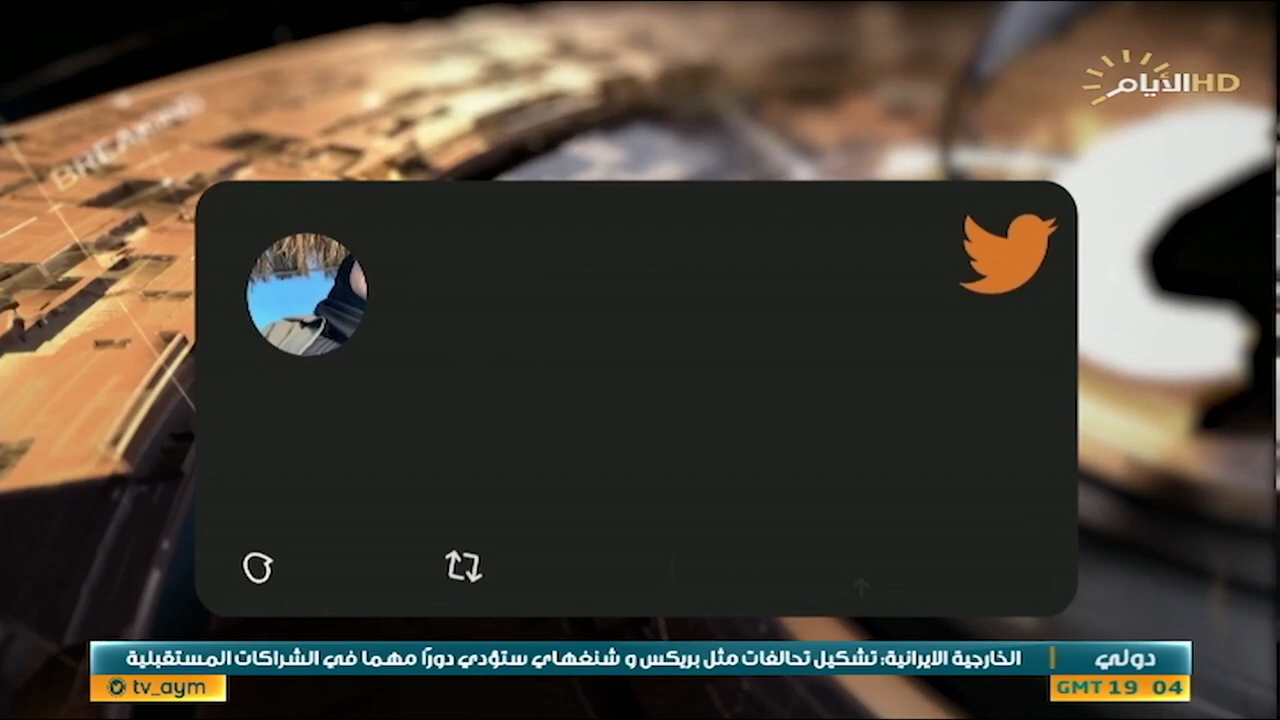 BREAKING
الأيام HD
دولي
الخارجية الايرانية: تشكيل تحالفات مثل بريكس و شنغهاي ستؤدي دورًا مهما في الشراكات المستقبلية
tv_aym
GMT 19 04